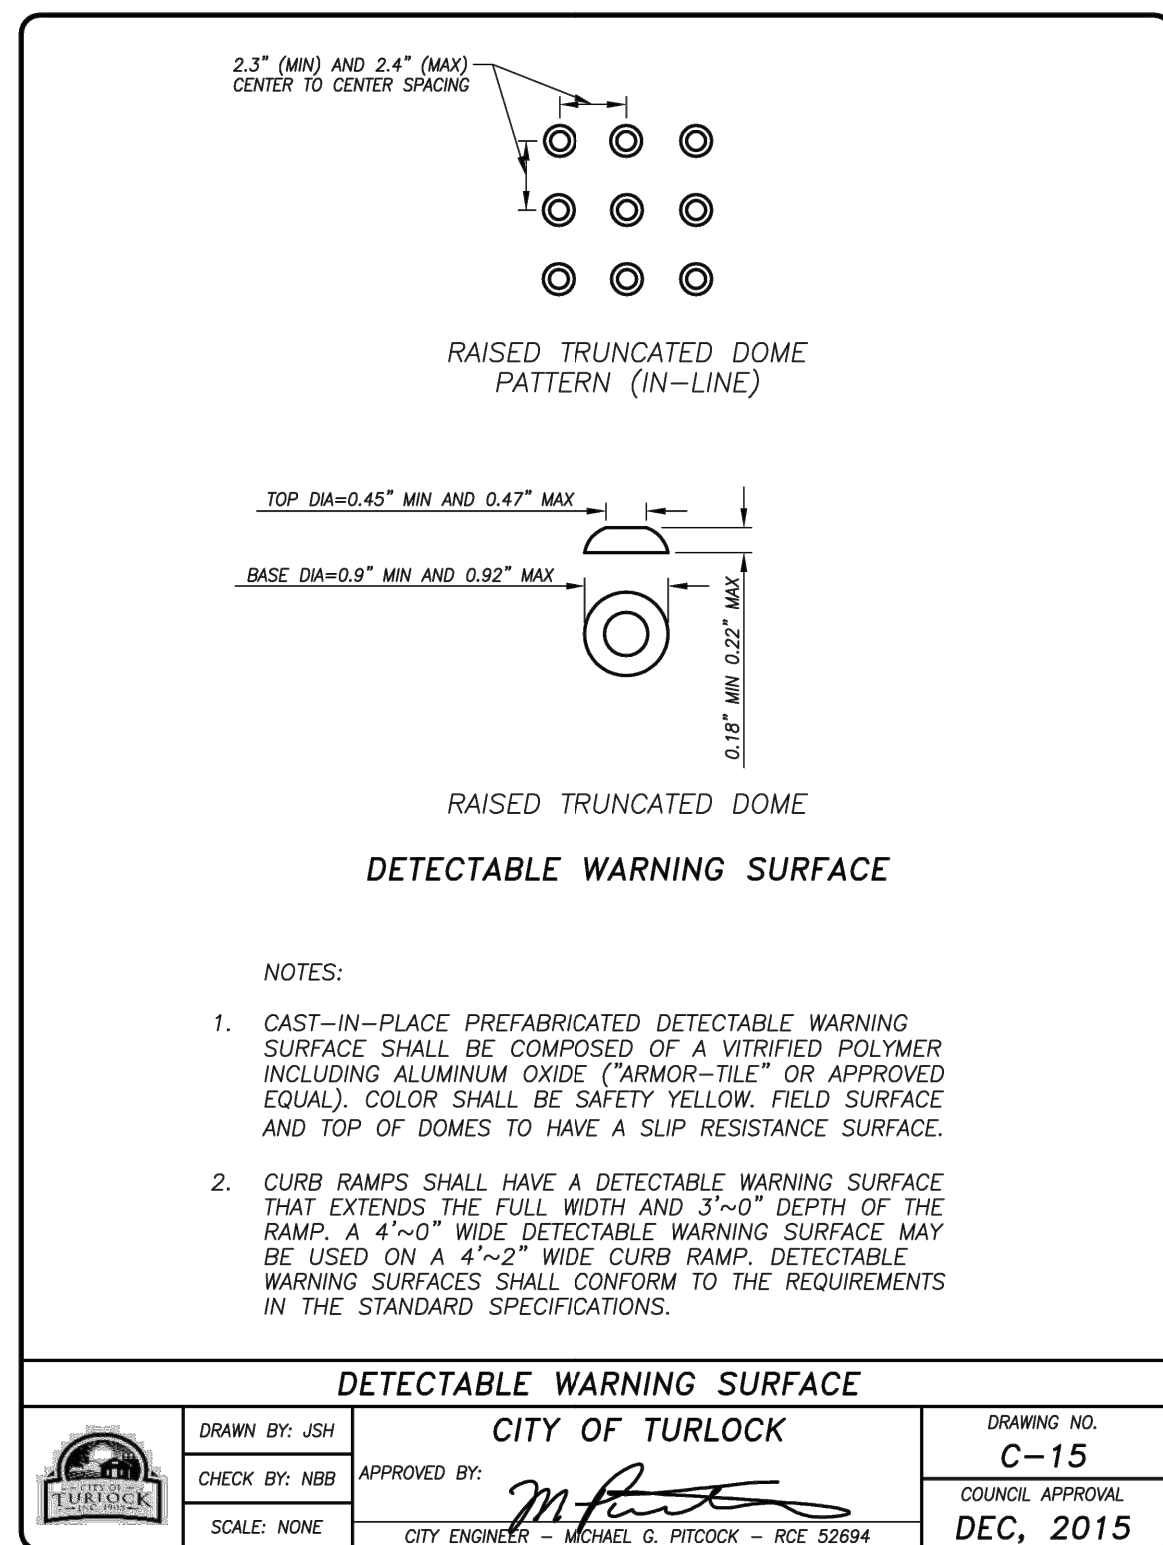 2.3" (MIN) AND 2.4" (MAX)
CENTER TO CENTER SPACING
RAISED TRUNCATED DOME
PATTERN (IN-LINE)
TOP DIA=0.45" MIN AND 0.47" MAX
BASE DIA=0.9" MIN AND 0.92" MAX
0.18" MIN 0.22" MAX
RAISED TRUNCATED DOME
DETECTABLE WARNING SURFACE
NOTES:
1. CAST-IN-PLACE PREFABRICATED DETECTABLE WARNING
SURFACE SHALL BE COMPOSED OF A VITRIFIED POLYMER
INCLUDING ALUMINUM OXIDE ("ARMOR-TILE" OR APPROVED
EQUAL). COLOR SHALL BE SAFETY YELLOW. FIELD SURFACE
AND TOP OF DOMES TO HAVE A SLIP RESISTANCE SURFACE.
2. CURB RAMPS SHALL HAVE A DETECTABLE WARNING SURFACE
THAT EXTENDS THE FULL WIDTH AND 3'~0" DEPTH OF THE
RAMP. A 4'~0" WIDE DETECTABLE WARNING SURFACE MAY
BE USED ON A 4'~2" WIDE CURB RAMP. DETECTABLE
WARNING SURFACES SHALL CONFORM TO THE REQUIREMENTS
IN THE STANDARD SPECIFICATIONS.
DETECTABLE WARNING SURFACE
CITY OF
TURLOCK
INC. 1908
DRAWN BY: JSH
CHECK BY: NBB
SCALE: NONE
CITY OF TURLOCK
APPROVED BY:
CITY ENGINEER - MICHAEL G. PITCOCK - RCE 52694
DRAWING NO.
C-15
COUNCIL APPROVAL
DEC, 2015